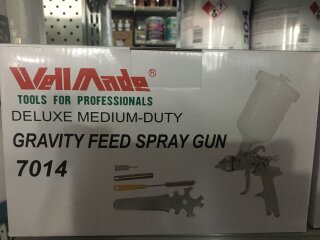 WellMade®
TOOLS FOR PROFESSIONALS
DELUXE MEDIUM-DUTY
GRAVITY FEED SPRAY GUN
7014